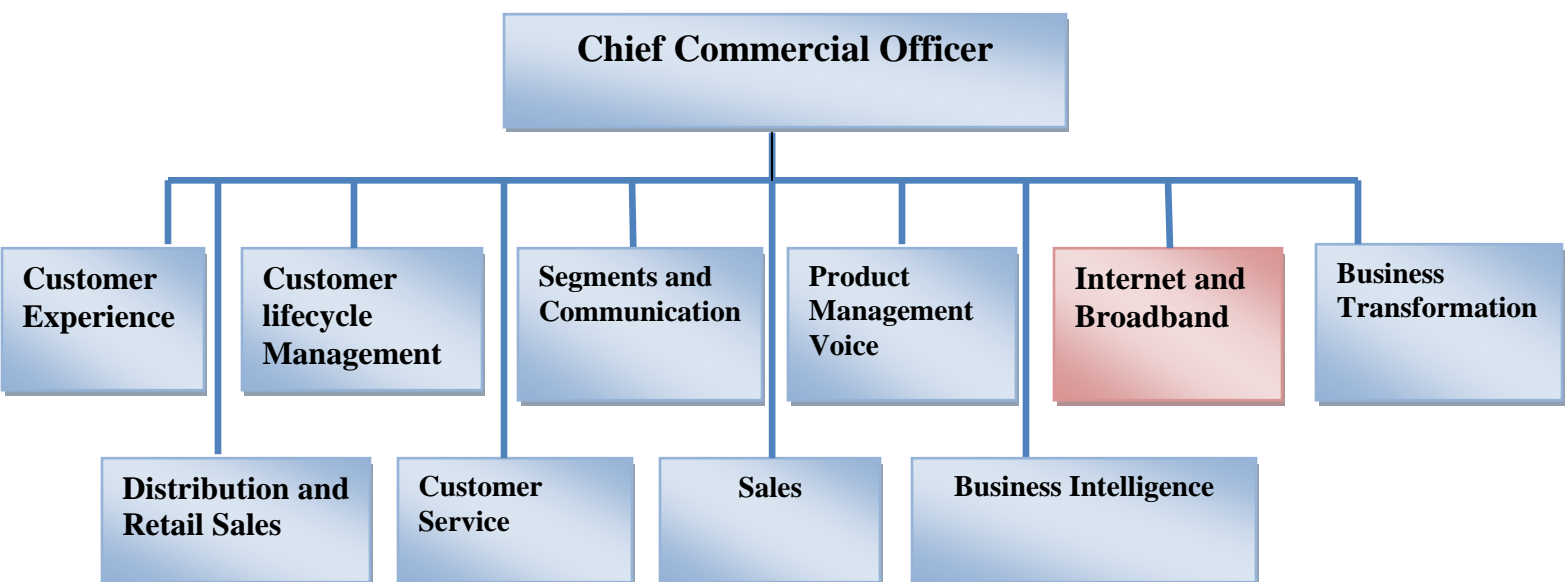 Chief Commercial Officer
Customer
Experience
Customer
lifecycle
Management
Segments and
Communication
Product
Management
Voice
Internet and
Broadband
Business
Transformation
Distribution and
Retail Sales
Customer
Service
Sales
Business Intelligence